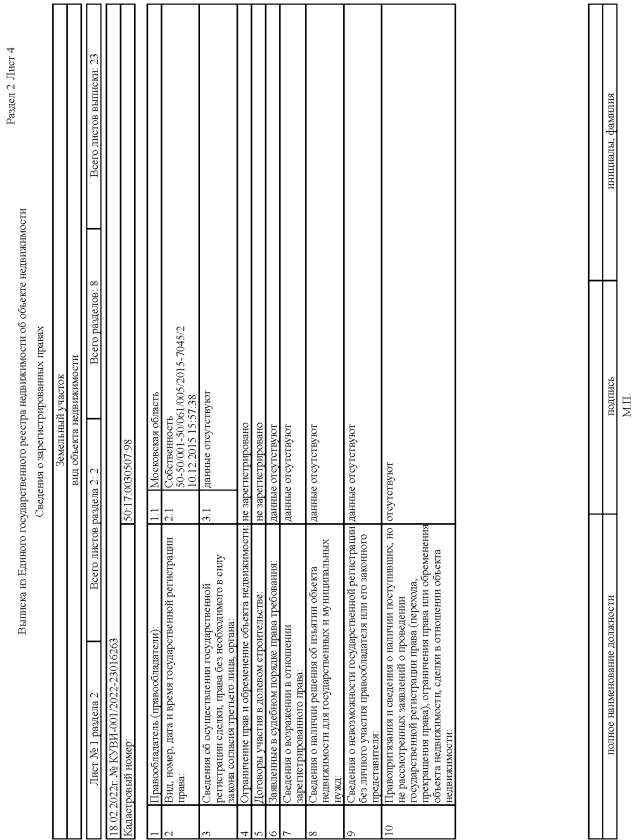 Раздел 2 Лист 4
Выписка из Единого государственного реестра недвижимости об объекте недвижимости
Сведения о зарегистрированных правах
Земельный участок
вид объекта недвижимости
Лист № 1 раздела 2 Всего листов раздела 2: 2 Всего разделов: 8 Всего листов выписки: 23
18.02.2022г. № КУВИ-001/2022-23016263
Кадастровый номер: 50:17:0030507:98
1 Правообладатель (правообладатели): 1.1 Московская область
2 Вид, номер, дата и время государственной регистрации
права:
2.1 Собственность
50-50/001-50/061/005/2015-7045/2
10.12.2015 15:57:38
3 Сведения об осуществлении государственной
регистрации сделки, права без необходимого в силу
закона согласия третьего лица, органа:
3.1 данные отсутствуют
4 Ограничение прав и обременение объекта недвижимости: не зарегистрировано
5 Договоры участия в долевом строительстве: не зарегистрировано
6 Заявленные в судебном порядке права требования: данные отсутствуют
7 Сведения о возражении в отношении
зарегистрированного права:
данные отсутствуют
8 Сведения о наличии решения об изъятии объекта
недвижимости для государственных и муниципальных
нужд:
данные отсутствуют
9 Сведения о невозможности государственной регистрации
без личного участия правообладателя или его законного
представителя:
данные отсутствуют
10 Правопритязания и сведения о наличии поступивших, но
не рассмотренных заявлений о проведении
государственной регистрации права (перехода,
прекращения права), ограничения права или обременения
объекта недвижимости, сделки в отношении объекта
недвижимости:
отсутствуют
полное наименование должности подпись инициалы, фамилия
М.П.